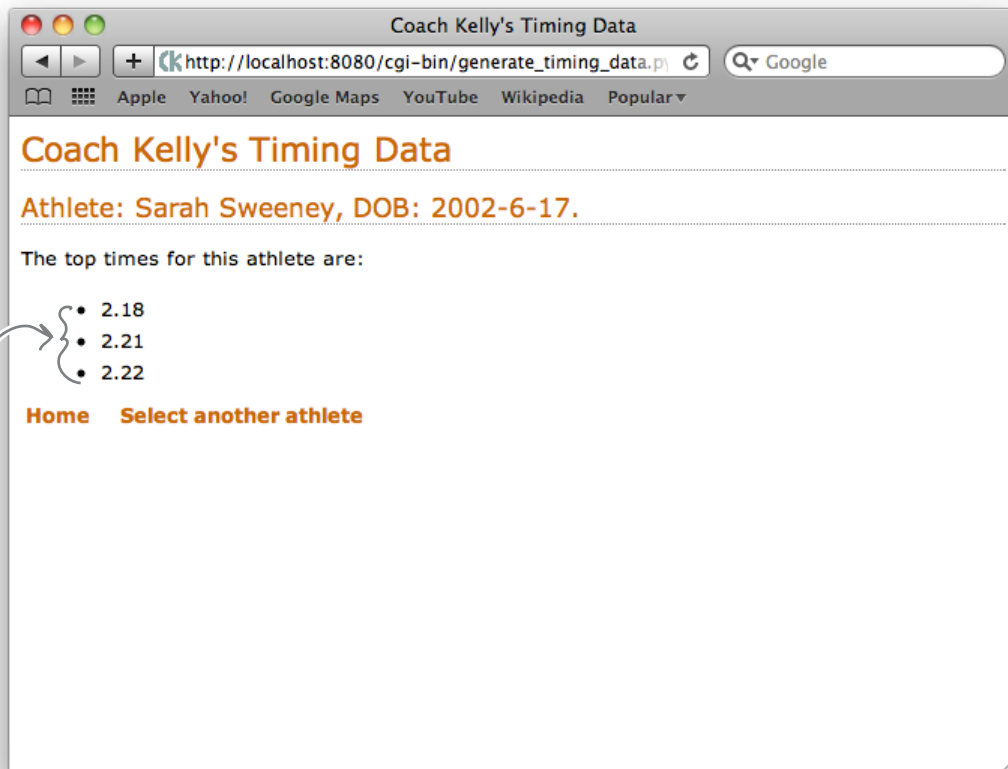 Coach Kelly's Timing Data
http://localhost:8080/cgi-bin/generate_timing_data.py
Google
Apple Yahoo! Google Maps YouTube Wikipedia Popular
Coach Kelly's Timing Data
Athlete: Sarah Sweeney, DOB: 2002-6-17.
The top times for this athlete are:
• 2.18
• 2.21
• 2.22
Home Select another athlete